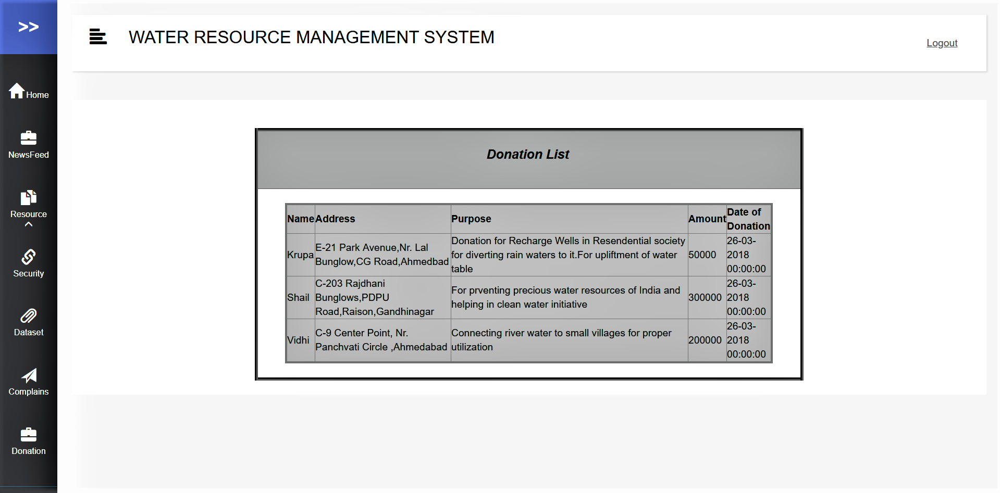 >>
WATER RESOURCE MANAGEMENT SYSTEM
Logout
Home
NewsFeed
Resource
Security
Dataset
Complains
Donation
Donation List
Name Address Purpose Amount Date of
Donation
Krupa
E-21 Park Avenue,Nr. Lal
Bunglow,CG Road,Ahmedbad
Donation for Recharge Wells in Resendential society
for diverting rain waters to it.For upliftment of water
table
50000
26-03-
2018
00:00:00
Shail
C-203 Rajdhani
Bunglows,PDPU
Road,Raison,Gandhinagar
For prventing precious water resources of India and
helping in clean water initiative
300000
26-03-
2018
00:00:00
Vidhi
C-9 Center Point, Nr.
Panchvati Circle ,Ahmedabad
Connecting river water to small villages for proper
utilization
200000
26-03-
2018
00:00:00